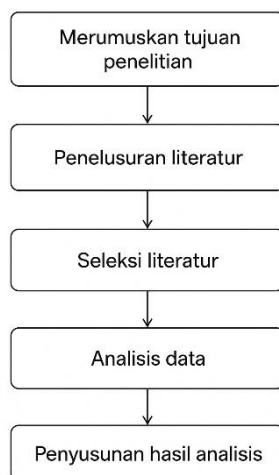 Merumuskan tujuan
penelitian
Penelusuran literatur
Seleksi literatur
Analisis data
Penyusunan hasil analisis